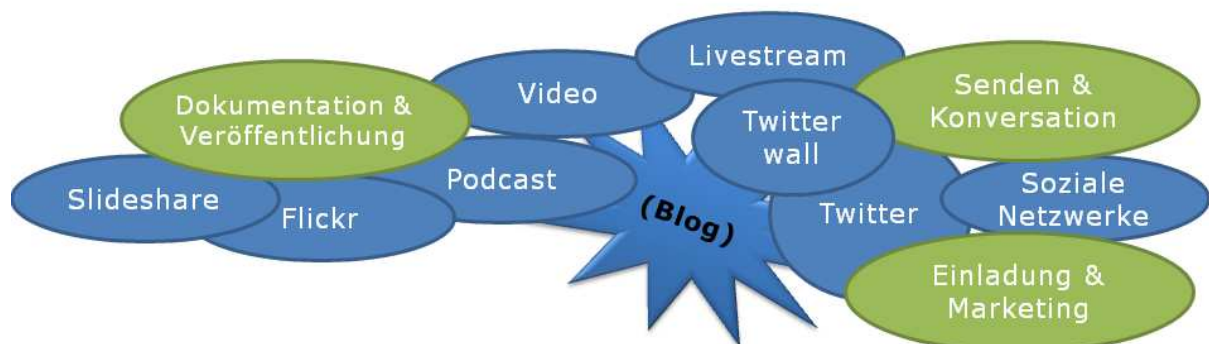 Livestream
Senden &
Konversation
Video
Dokumentation &
Veröffentlichung
Twitter
wall
Podcast
Soziale
Netzwerke
Slideshare
Flickr
(Blog)
Twitter
Einladung &
Marketing